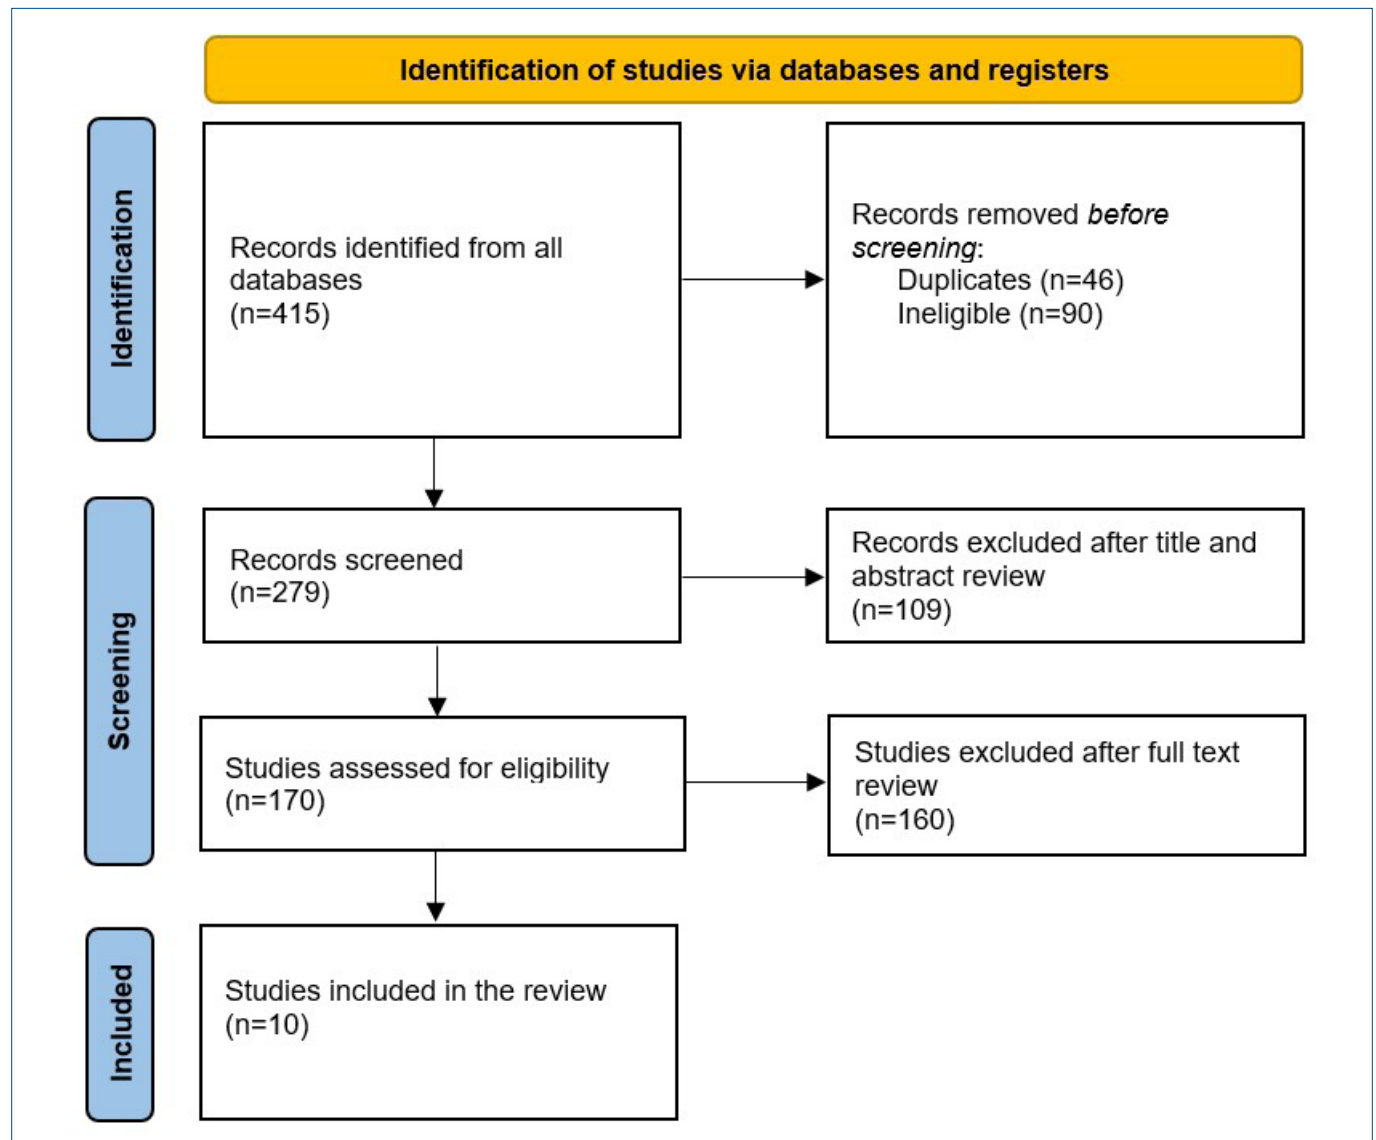 Identification of studies via databases and registers
Identification
Records identified from all
databases
(n=415)
Records removed before
screening:
Duplicates (n=46)
Ineligible (n=90)
Screening
Records screened
(n=279)
Records excluded after title and
abstract review
(n=109)
Studies assessed for eligibility
(n=170)
Studies excluded after full text
review
(n=160)
Included
Studies included in the review
(n=10)